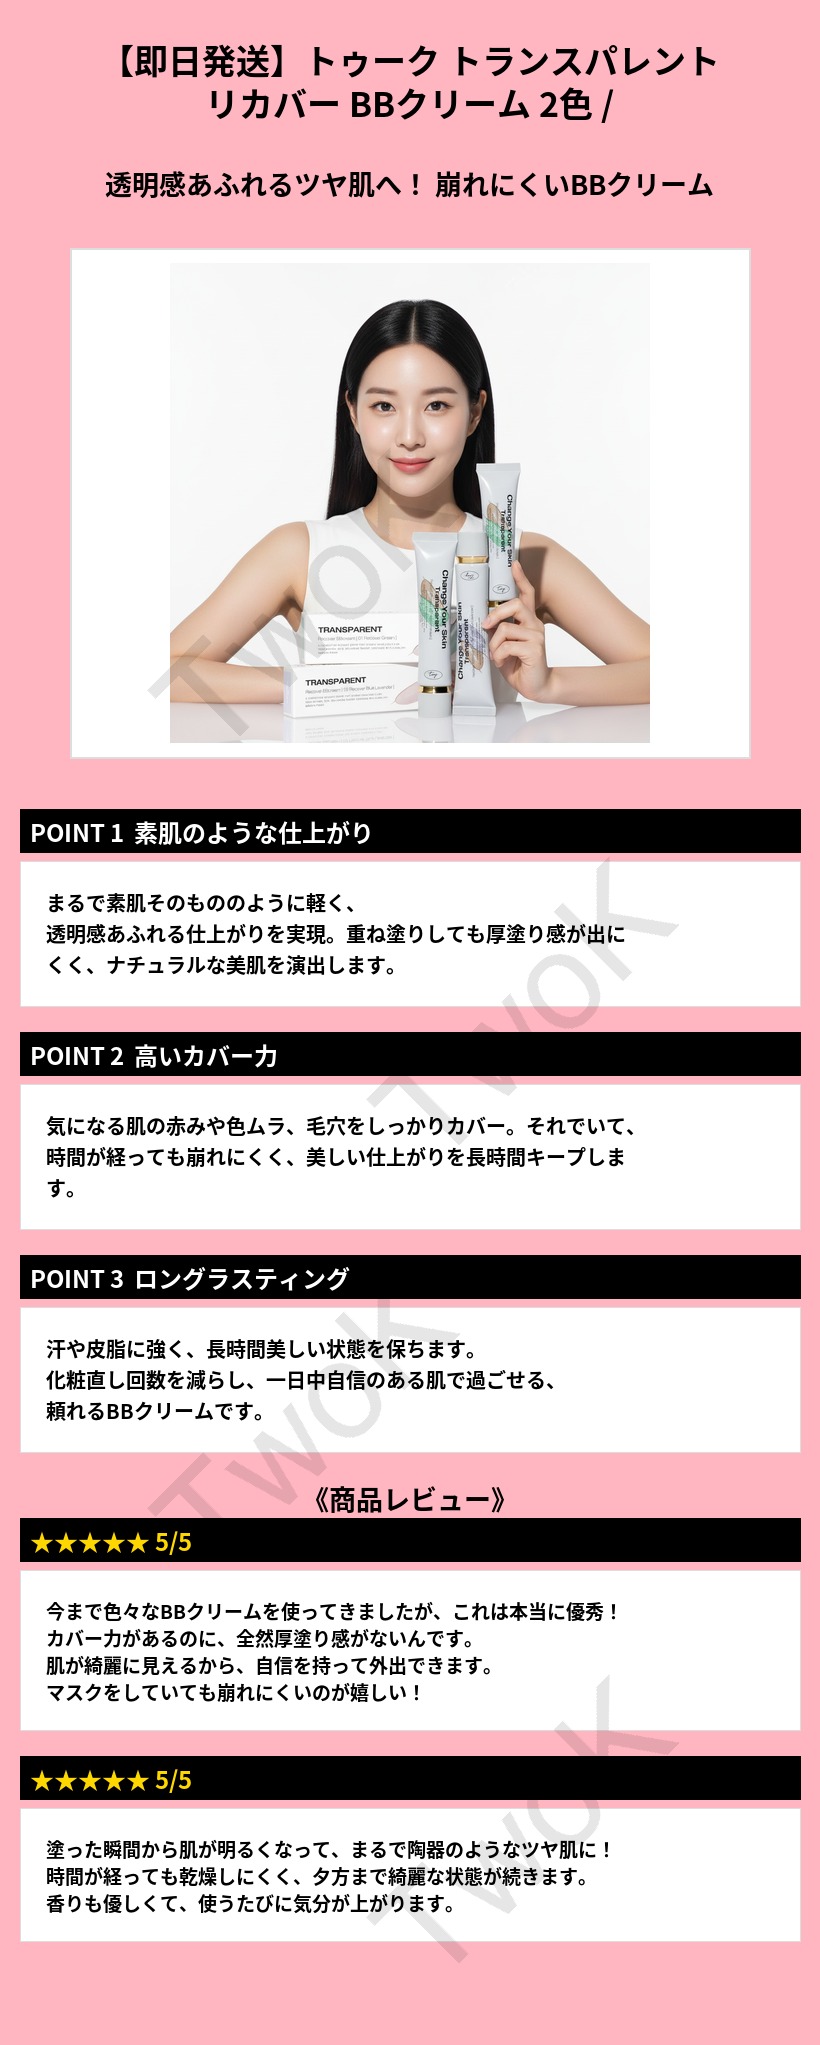 【即日発送】トゥーク トランスパレント
リカバー BBクリーム 2色 /
透明感あふれるツヤ肌へ！ 崩れにくいBBクリーム
Change Your Skin
Transparent
Change Your Skin
Transparent
Change Your Skin
Transparent
TRANSPARENT
TRANSPARENT
TwoK
POINT 1 素肌のような仕上がり
まるで素肌そのもののように軽く、
透明感あふれる仕上がりを実現。重ね塗りしても厚塗り感が出に
くく、ナチュラルな美肌を演出します。
TwoK
POINT 2 高いカバー力
気になる肌の赤みや色ムラ、毛穴をしっかりカバー。それでいて、
時間が経っても崩れにくく、美しい仕上がりを長時間キープしま
す。
POINT 3 ロングラスティング
汗や皮脂に強く、長時間美しい状態を保ちます。
化粧直し回数を減らし、一日中自信のある肌で過ごせる、
頼れるBBクリームです。
TwoK
《商品レビュー》
★★★★★ 5/5
今まで色々なBBクリームを使ってきましたが、これは本当に優秀！
カバー力があるのに、全然厚塗り感がないんです。
肌が綺麗に見えるから、自信を持って外出できます。
マスクをしていても崩れにくいのが嬉しい！
★★★★★ 5/5
塗った瞬間から肌が明るくなって、まるで陶器のようなツヤ肌に！
時間が経っても乾燥しにくく、夕方まで綺麗な状態が続きます。
香りも優しくて、使うたびに気分が上がります。
TwoK